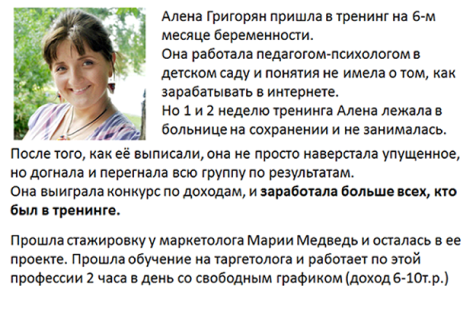 Алена Григорян пришла в тренинг на 6-м
месяце беременности.
Она работала педагогом-психологом в
детском саду и понятия не имела о том, как
зарабатывать в интернете.
Но 1 и 2 неделю тренинга Алена лежала в
больнице на сохранении и не занималась.
После того, как её выписали, она не просто наверстала упущенное,
но догнала и перегнала всю группу по результатам.
Она выиграла конкурс по доходам, и заработала больше всех, кто
был в тренинге.
Прошла стажировку у маркетолога Марии Медведь и осталась в ее
проекте. Прошла обучение на таргетолога и работает по этой
профессии 2 часа в день со свободным графиком (доход 6-10т.р.)